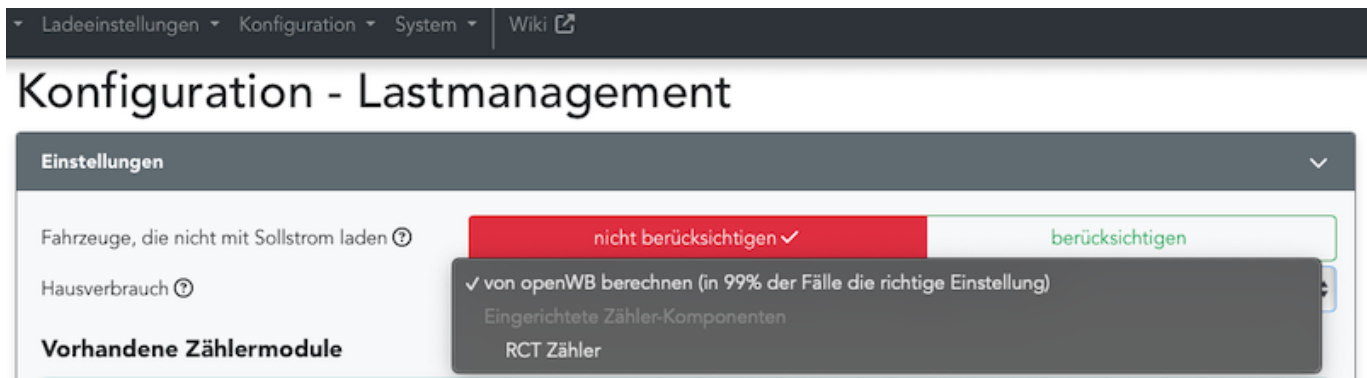 Ladeeinstellungen Konfiguration System Wiki
Konfiguration - Lastmanagement
Einstellungen
Fahrzeuge, die nicht mit Sollstrom laden nicht berücksichtigen ✓ berücksichtigen
Hausverbrauch ✓ von openWB berechnen (in 99% der Fälle die richtige Einstellung)
Eingerichtete Zähler-Komponenten
Vorhandene Zählermodule RCT Zähler